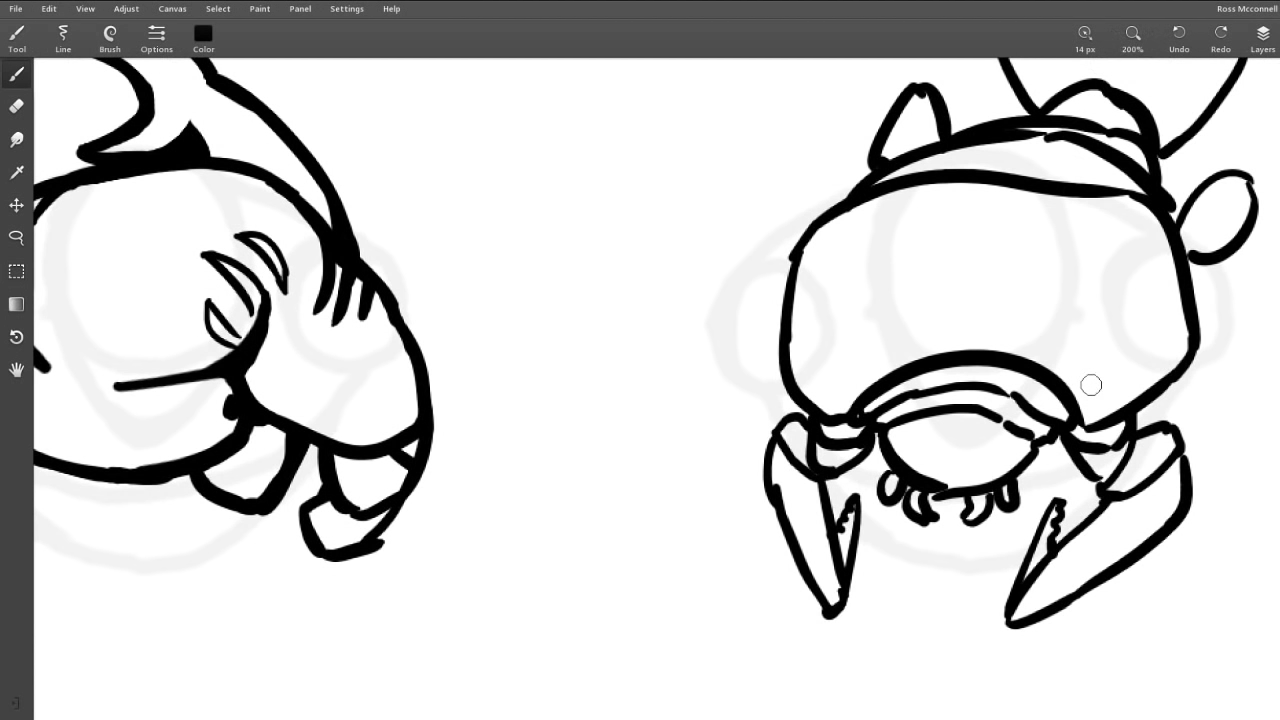 File Edit View Adjust Canvas Select Paint Panel Settings Help Ross Mcconnell
Tool Line Brush Options Color 14 px 200% Undo Redo Layers